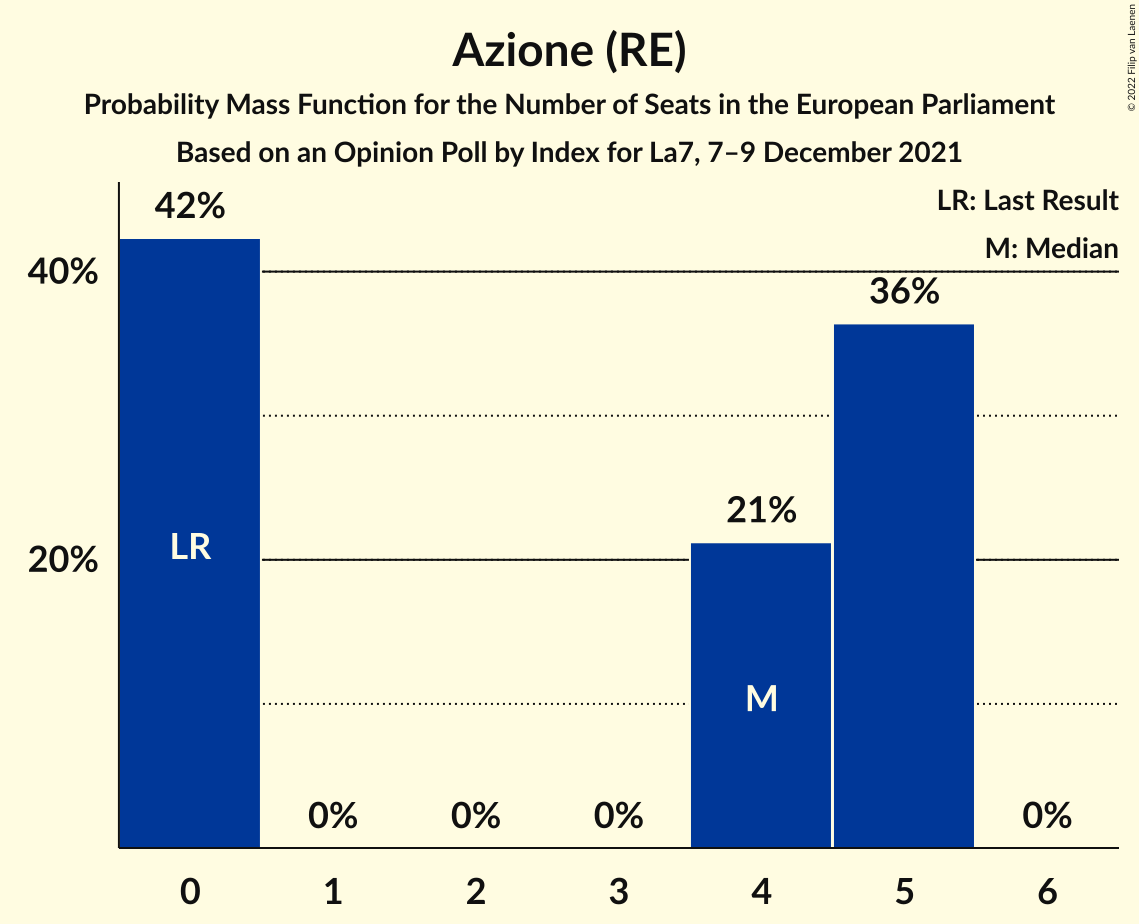 Azione (RE)
Probability Mass Function for the Number of Seats in the European Parliament
Based on an Opinion Poll by Index for La7, 7–9 December 2021
© 2022 Filip van Laenen
LR: Last Result
M: Median
42%
40%
36%
21%
LR
20%
M
0% 0% 0% 0%
0 1 2 3 4 5 6